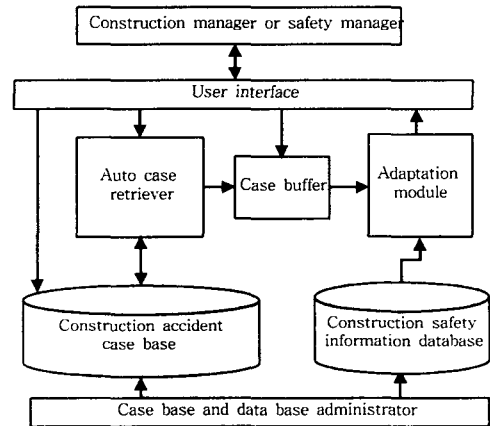 Construction manager or safety manager
User interface
Auto case
retriever
Case buffer
Adaptation
module
Construction accident
case base
Construction safety
information database
Case base and data base administrator